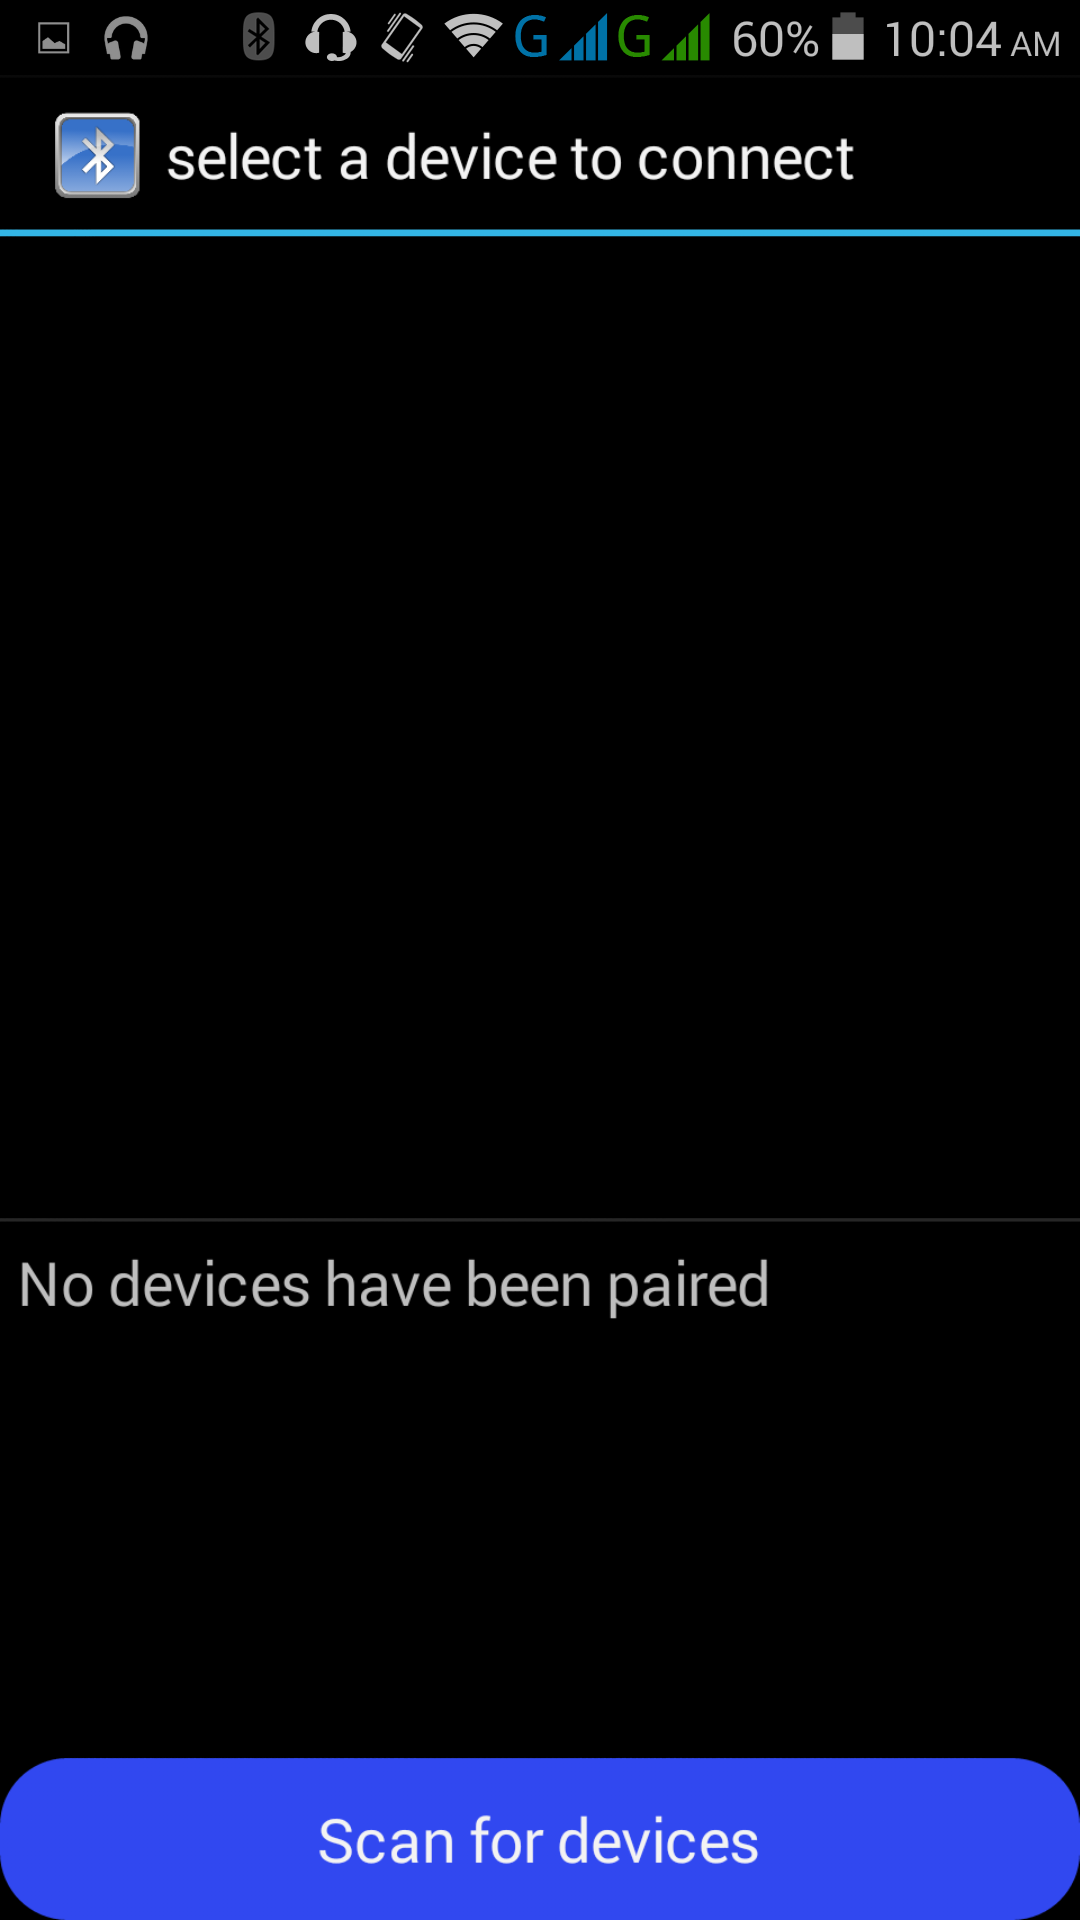 G G 60% 10:04 AM
select a device to connect
No devices have been paired
Scan for devices